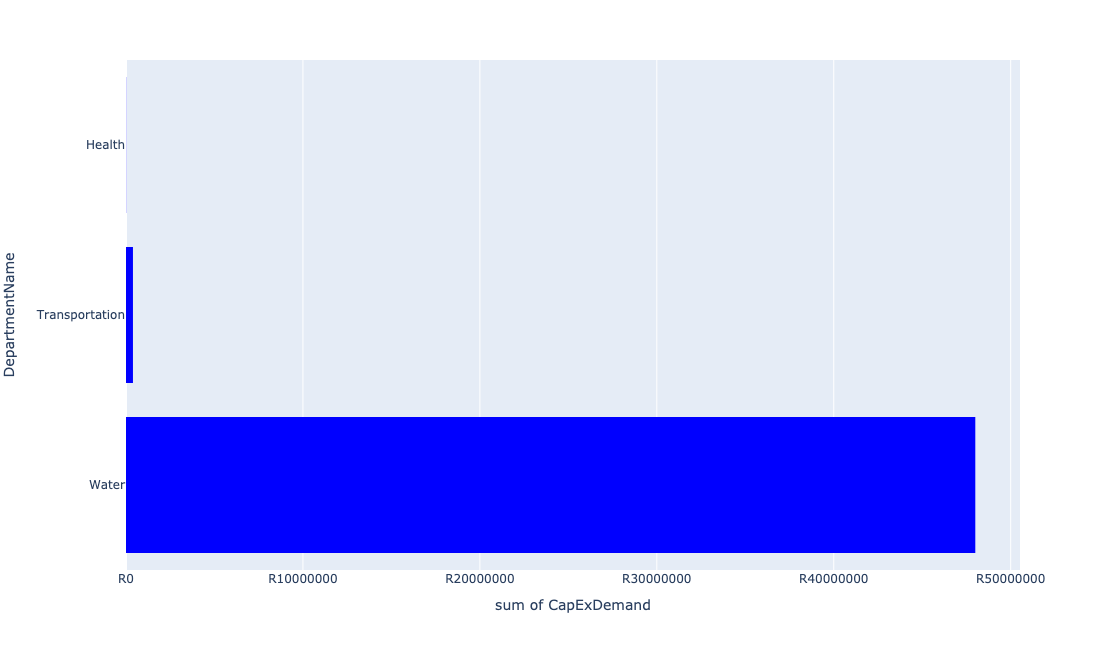 Health
Transportation
Water
DepartmentName
R0
R10000000
R20000000
R30000000
R40000000
R50000000
sum of CapExDemand